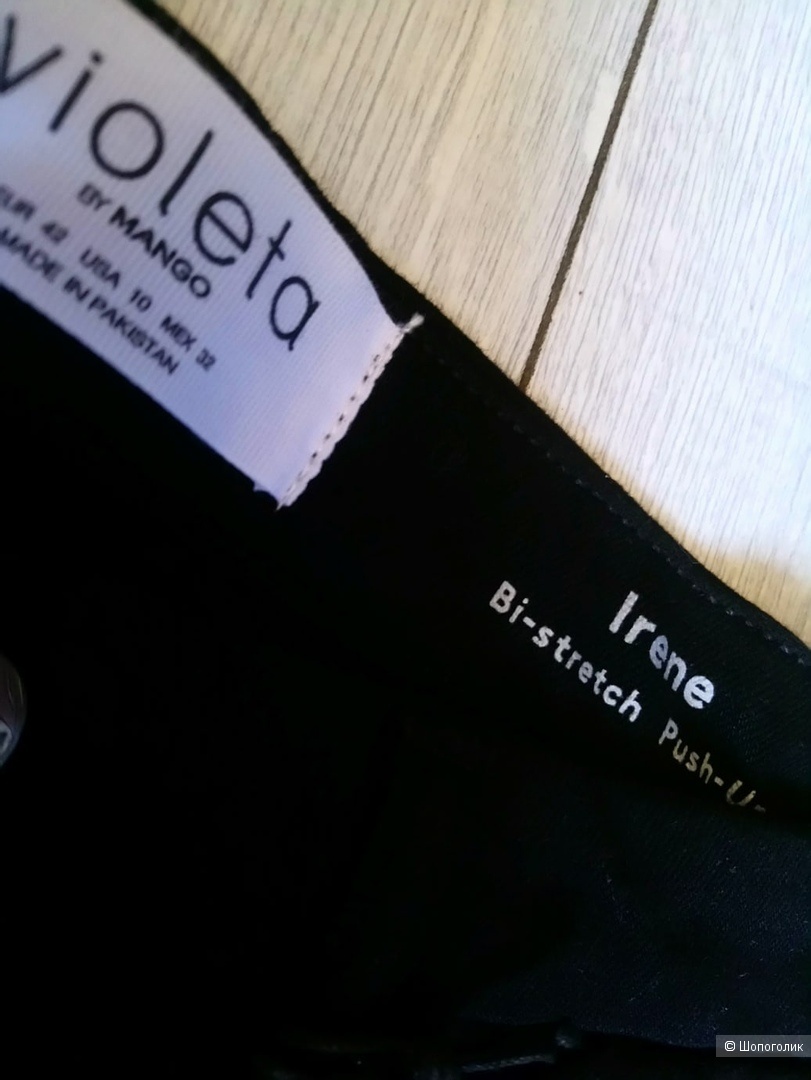 violeta
BY MANGO
EUR 42 USA 10 MEX 32
MADE IN PAKISTAN
Irene
Bi-stretch Push-U
© Шопоголик